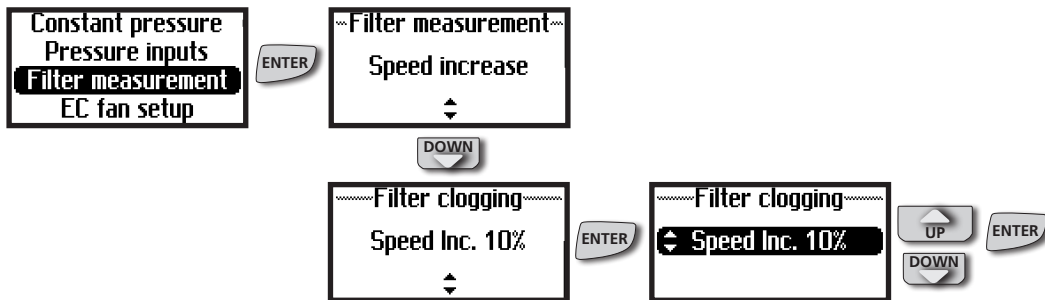 Constant pressure
Pressure inputs
Filter measurement
EC fan setup
ENTER
Filter measurement
Speed increase
DOWN
Filter clogging
Speed Inc. 10%
ENTER
Filter clogging
Speed Inc. 10%
UP
DOWN
ENTER